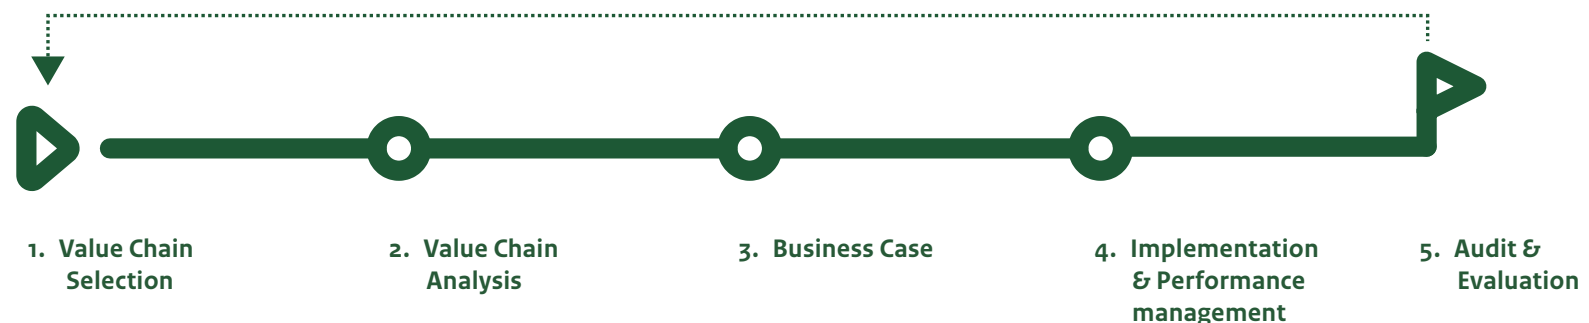 1. Value Chain
Selection
2. Value Chain
Analysis
3. Business Case
4. Implementation
& Performance
management
5. Audit &
Evaluation